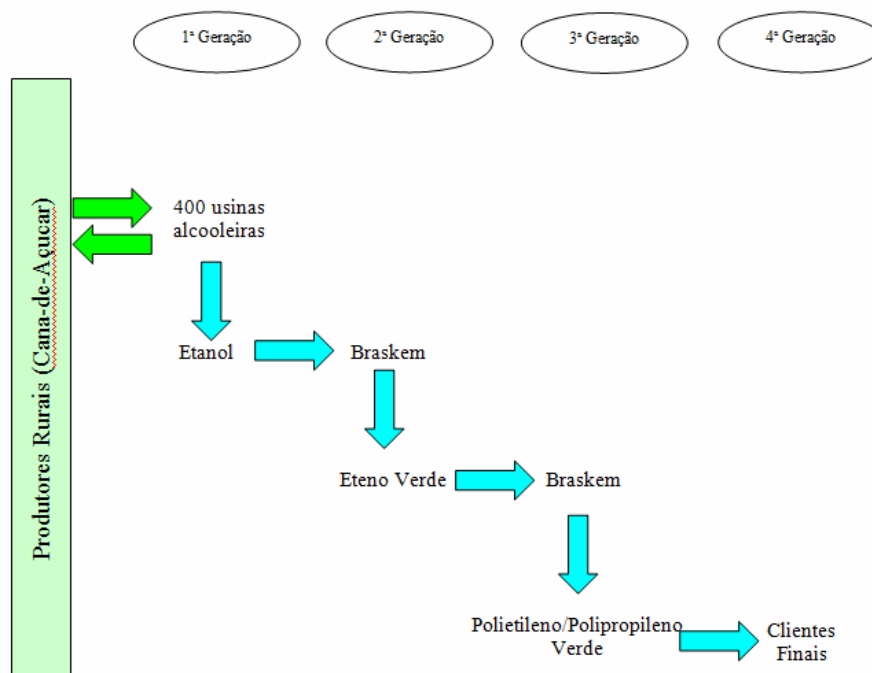 1ª Geração
2ª Geração
3ª Geração
4ª Geração
Produtores Rurais (Cana-de-Açucar)
400 usinas
alcooleiras
Etanol
Braskem
Eteno Verde
Braskem
Polietileno/Polipropileno
Verde
Clientes
Finais